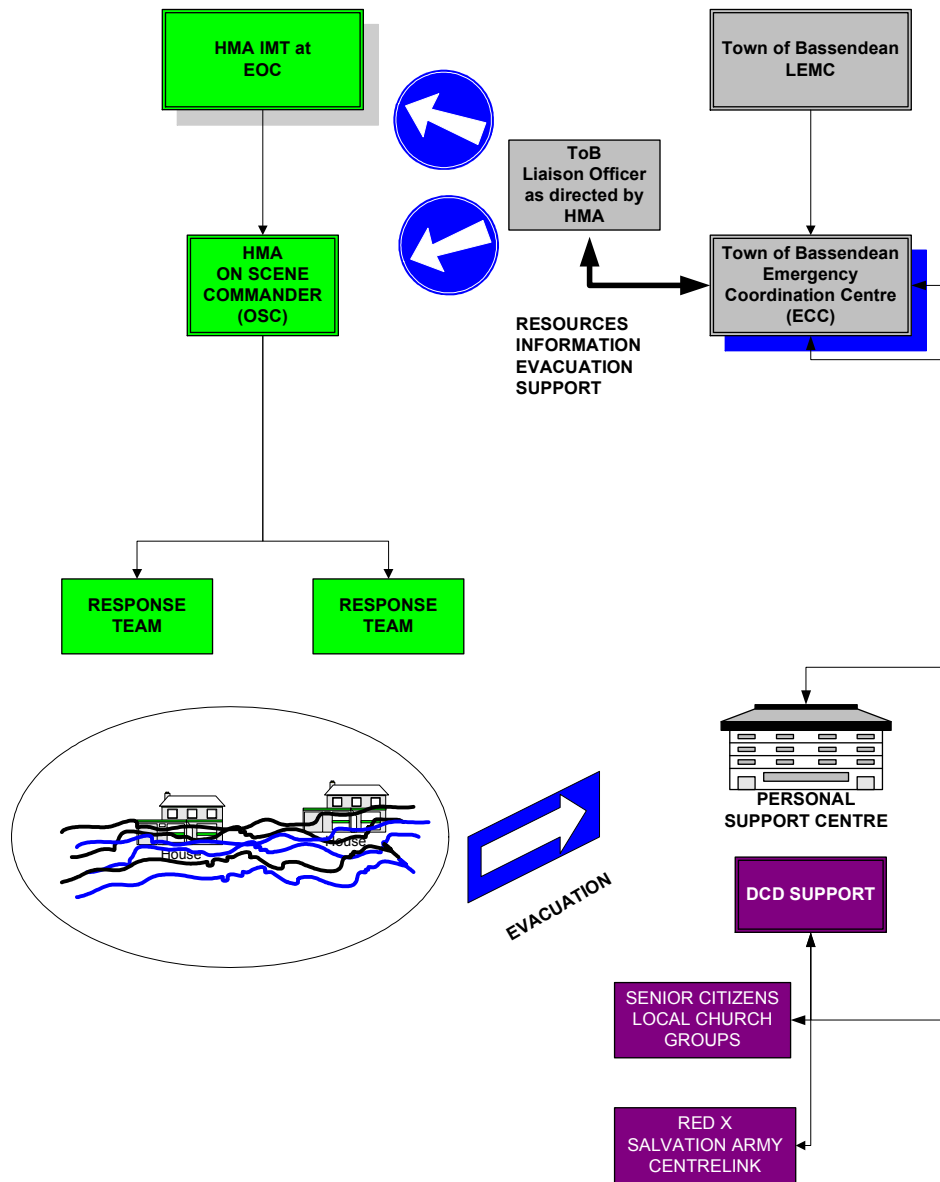 HMA IMT at
EOC
Town of Bassendean
LEMC
ToB
Liaison Officer
as directed by
HMA
HMA
ON SCENE
COMMANDER
(OSC)
Town of Bassendean
Emergency
Coordination Centre
(ECC)
RESOURCES
INFORMATION
EVACUATION
SUPPORT
RESPONSE
TEAM
RESPONSE
TEAM
House
House
EVACUATION
PERSONAL
SUPPORT CENTRE
DCD SUPPORT
SENIOR CITIZENS
LOCAL CHURCH
GROUPS
RED X
SALVATION ARMY
CENTRELINK